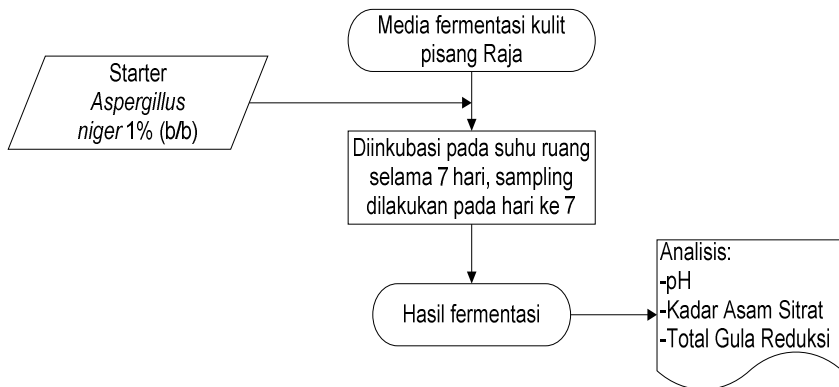 Media fermentasi kulit
pisang Raja
Starter
Aspergillus
niger 1% (b/b)
Diinkubasi pada suhu ruang
selama 7 hari, sampling
dilakukan pada hari ke 7
Hasil fermentasi
Analisis:
-pH
-Kadar Asam Sitrat
-Total Gula Reduksi